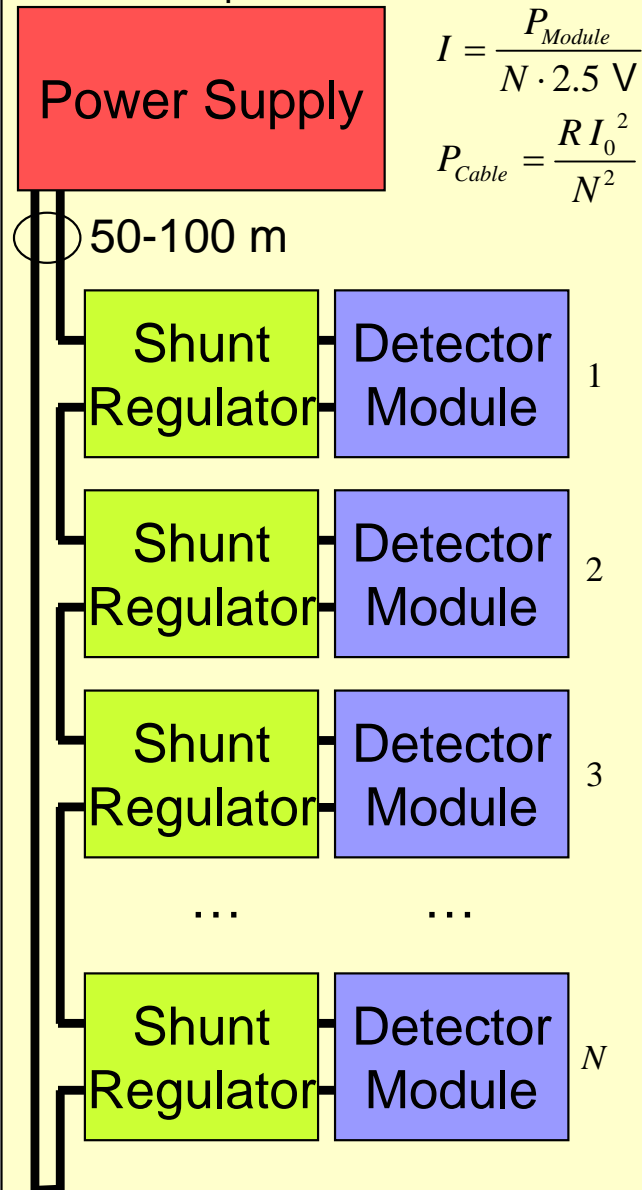 Power Supply
I = P_Module / N · 2.5 V
P_Cable = R I_0^2 / N^2
50-100 m
Shunt Regulator
Detector Module
1
Shunt Regulator
Detector Module
2
Shunt Regulator
Detector Module
3
… …
Shunt Regulator
Detector Module
N